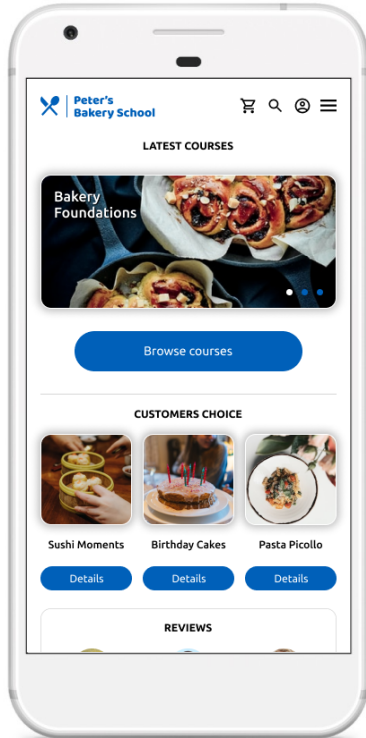 Peter's
Bakery School
LATEST COURSES
Bakery
Foundations
Browse courses
CUSTOMERS CHOICE
Sushi Moments
Birthday Cakes
Pasta Picollo
Details
Details
Details
REVIEWS